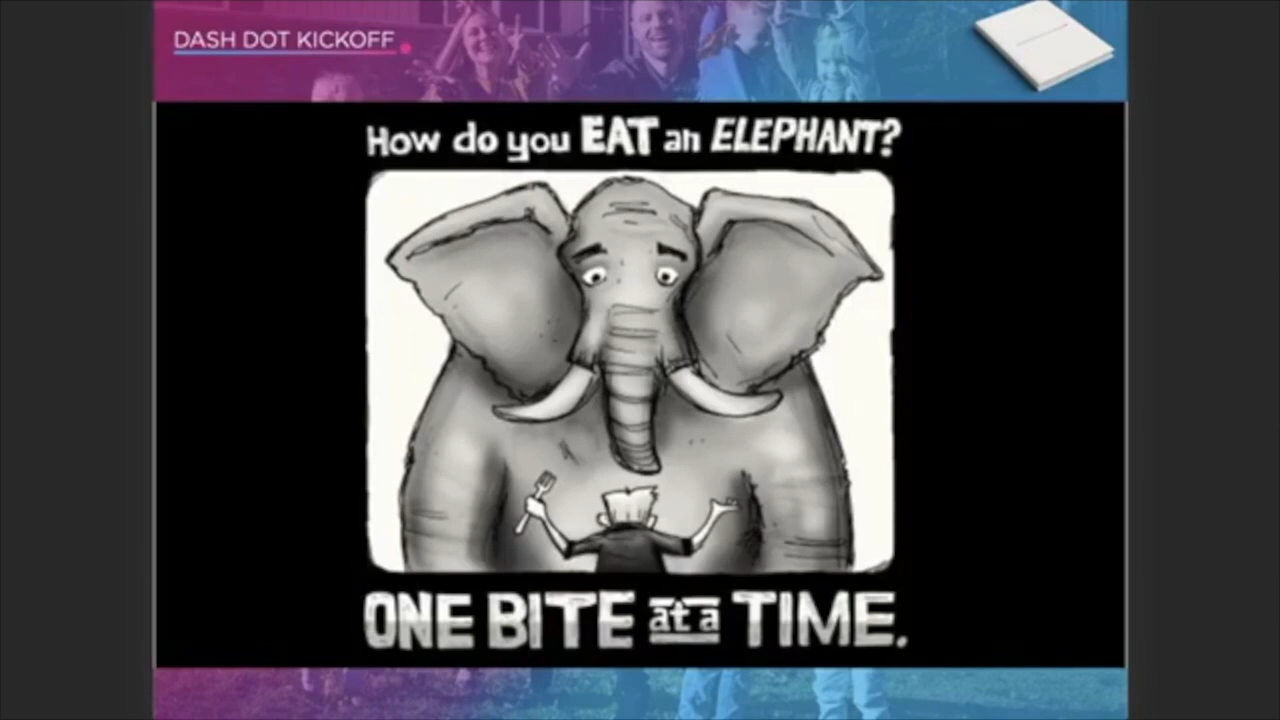 DASH DOT KICKOFF
How do you EAT an ELEPHANT?
ONE BITE at a TIME.